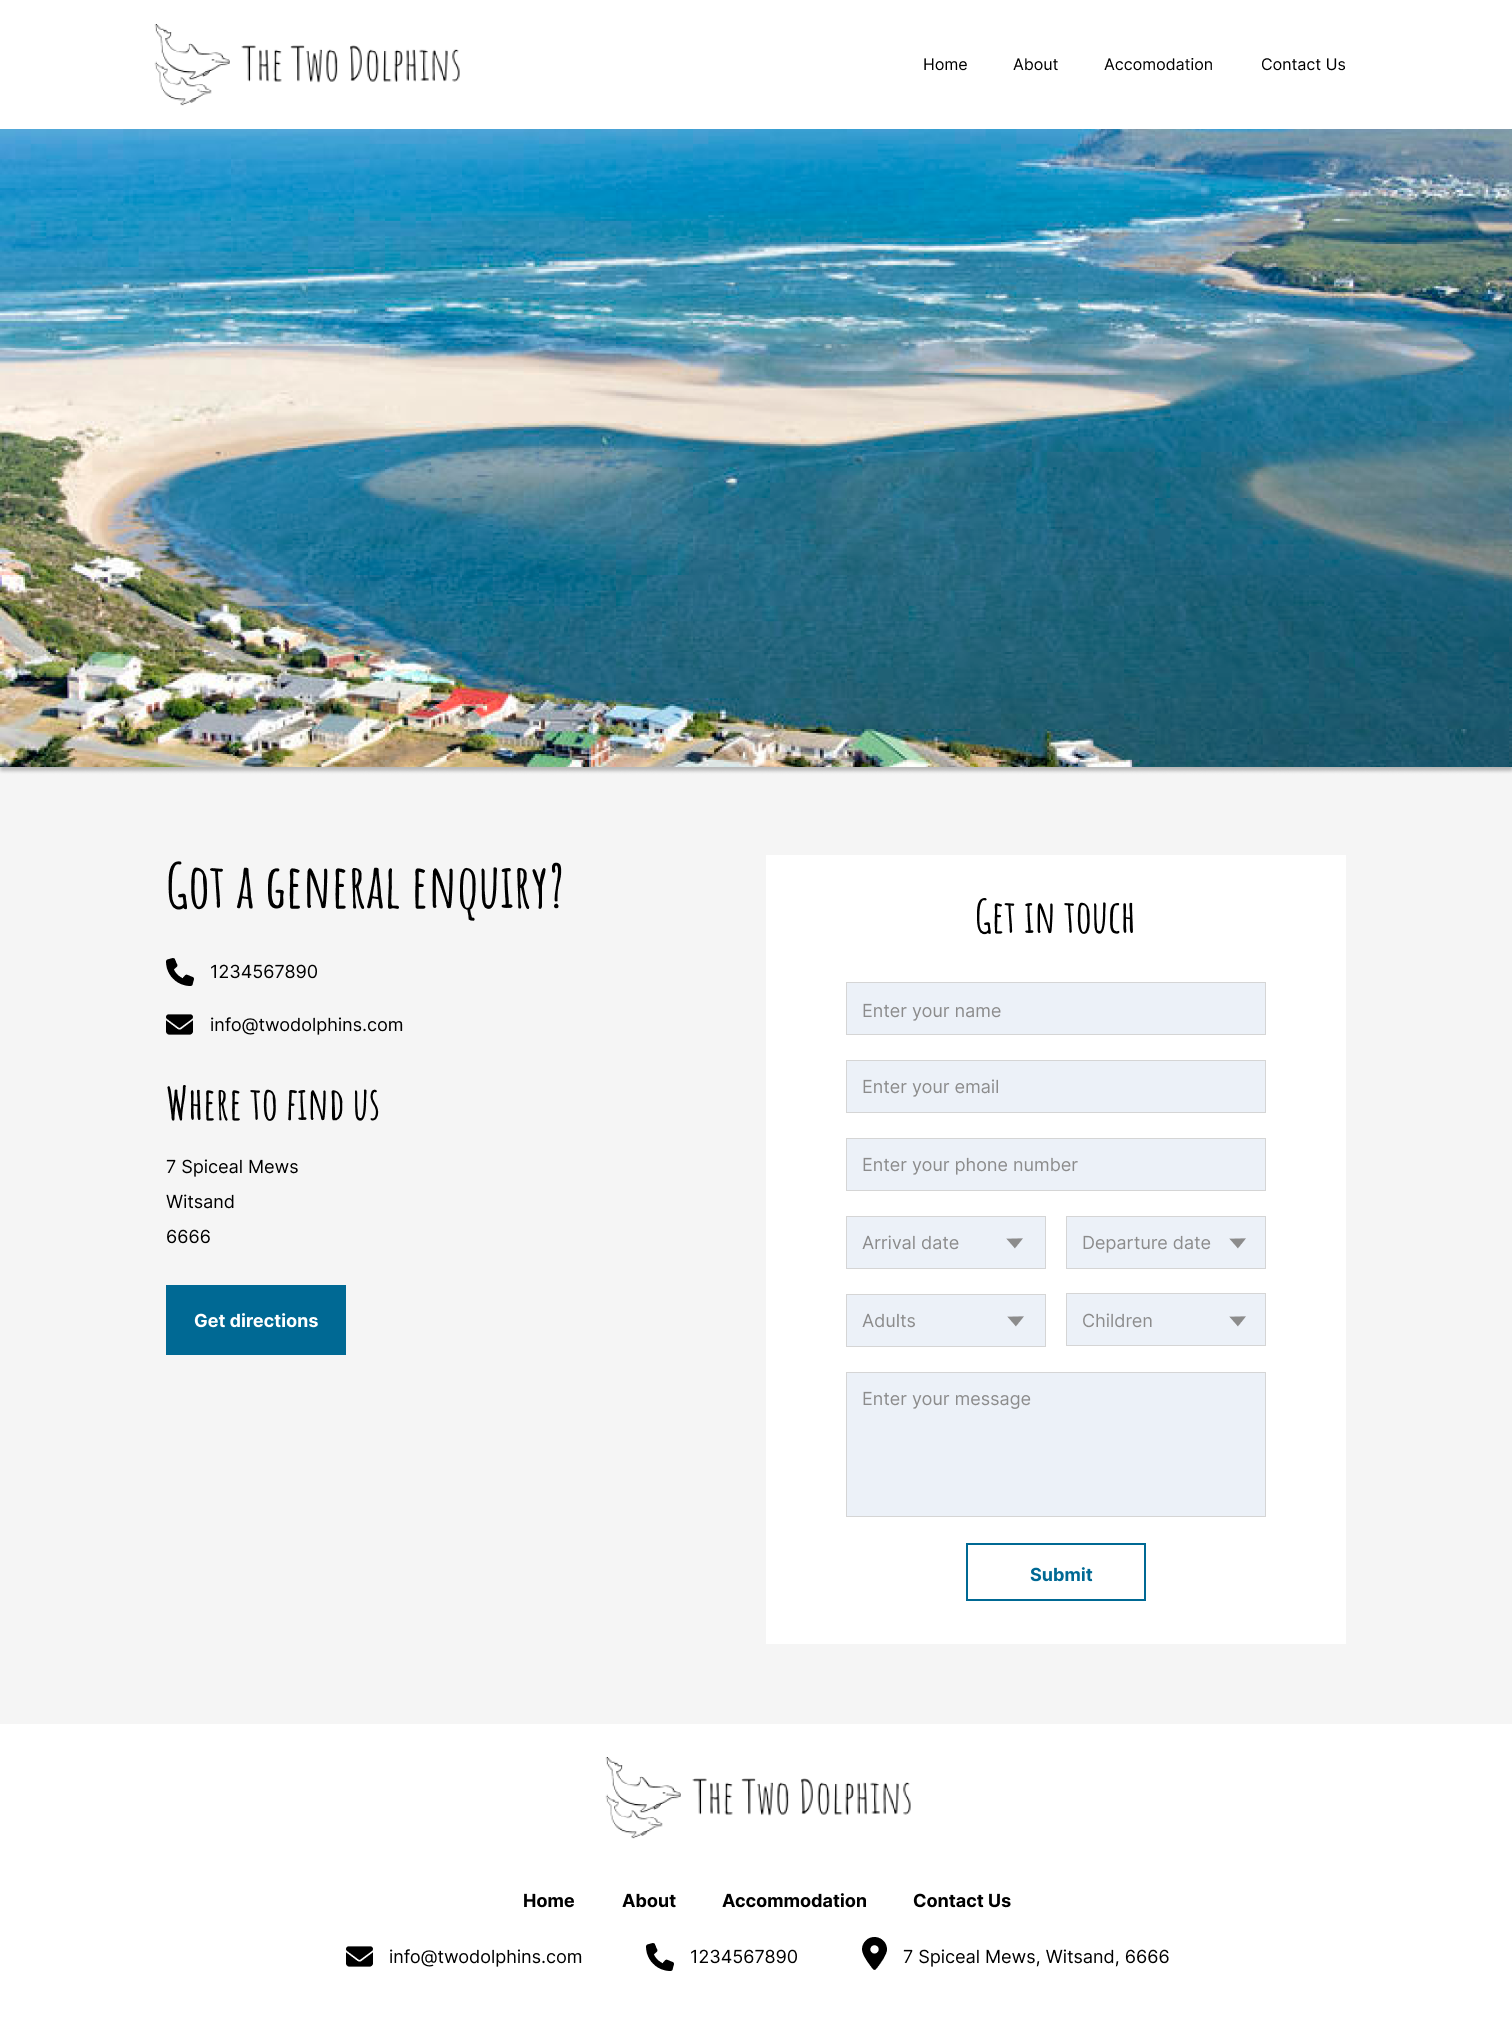 The Two Dolphins
Home
About
Accomodation
Contact Us
Got a general enquiry?
1234567890
info@twodolphins.com
Where to find us
7 Spiceal Mews
Witsand
6666
Get directions
Get in touch
Enter your name
Enter your email
Enter your phone number
Arrival date
Departure date
Adults
Children
Enter your message
Submit
The Two Dolphins
Home
About
Accommodation
Contact Us
info@twodolphins.com
1234567890
7 Spiceal Mews, Witsand, 6666